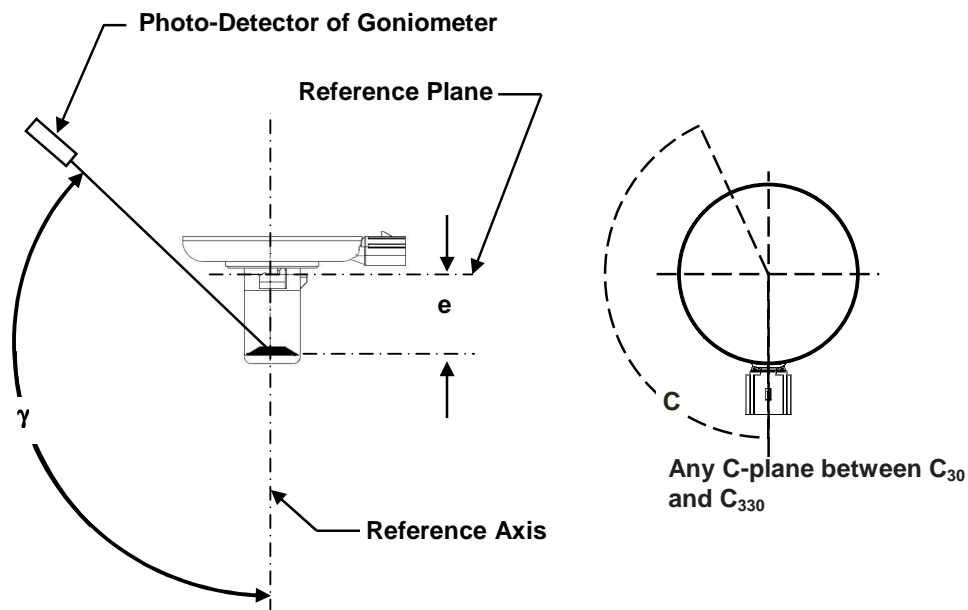 Photo-Detector of Goniometer
Reference Plane
e
γ
C
Any C-plane between C₃₀
and C₃₃₀
Reference Axis